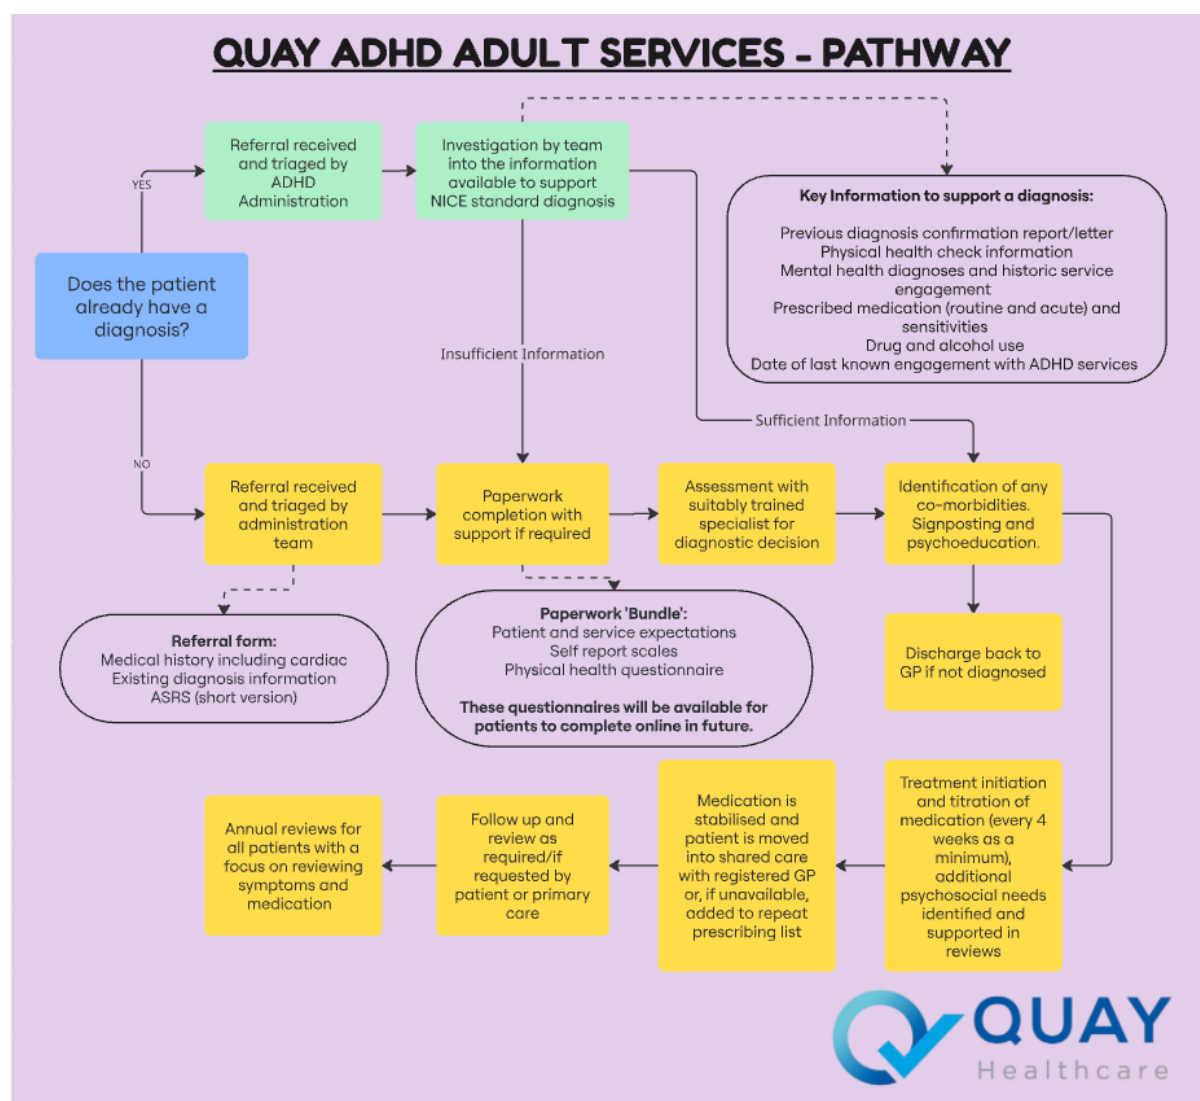 QUAY ADHD ADULT SERVICES - PATHWAY
Referral received
and triaged by
ADHD
Administration
Investigation by team
into the information
available to support
NICE standard diagnosis
YES
Key Information to support a diagnosis:
Previous diagnosis confirmation report/letter
Physical health check information
Mental health diagnoses and historic service
engagement
Prescribed medication (routine and acute) and
sensitivities
Drug and alcohol use
Date of last known engagement with ADHD services
Does the patient
already have a
diagnosis?
Insufficient Information
Sufficient Information
NO
Referral received
and triaged by
administration
team
Paperwork
completion with
support if required
Assessment with
suitably trained
specialist for
diagnostic decision
Identification of any
co-morbidities.
Signposting and
psychoeducation.
Referral form:
Medical history including cardiac
Existing diagnosis information
ASRS (short version)
Paperwork 'Bundle':
Patient and service expectations
Self report scales
Physical health questionnaire
These questionnaires will be available for
patients to complete online in future.
Discharge back to
GP if not diagnosed
Treatment initiation
and titration of
medication (every 4
weeks as a
minimum),
additional
psychosocial needs
identified and
supported in
reviews
Medication is
stabilised and
patient is moved
into shared care
with registered GP
or, if unavailable,
added to repeat
prescribing list
Follow up and
review as
required/if
requested by
patient or primary
care
Annual reviews for
all patients with a
focus on reviewing
symptoms and
medication
QUAY
Healthcare